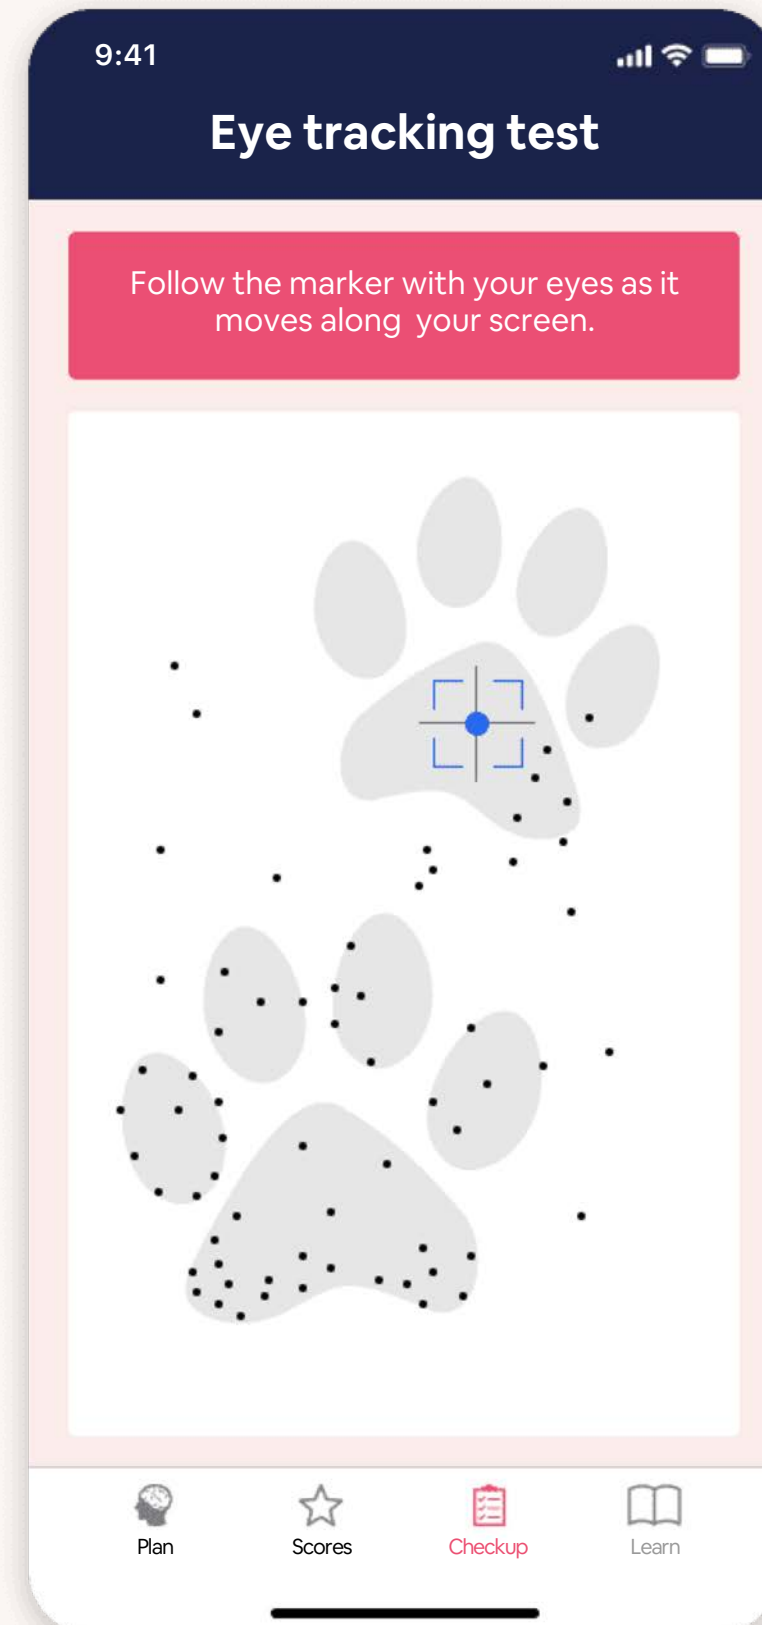 9:41
Eye tracking test
Follow the marker with your eyes as it
moves along your screen.
Plan
Scores
Checkup
Learn